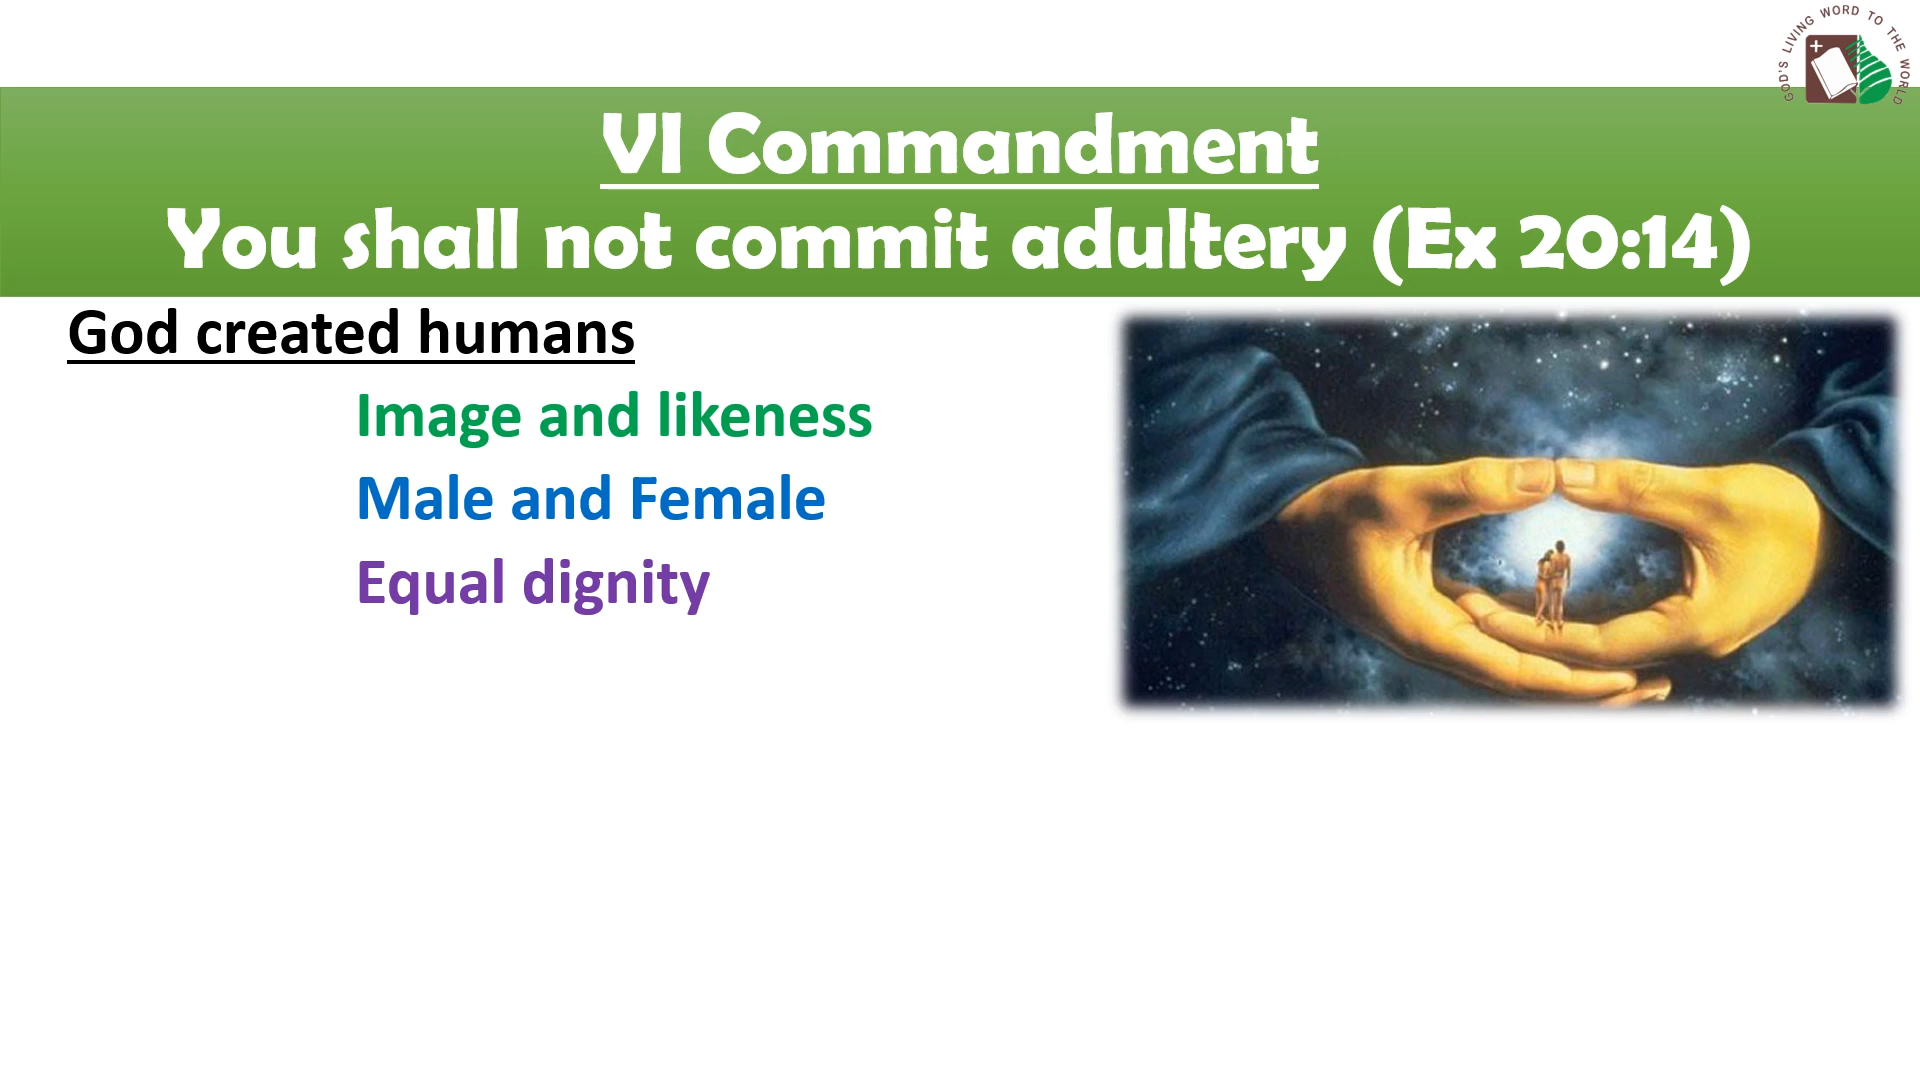 GOD'S LIVING WORD TO THE WORLD
VI Commandment
You shall not commit adultery (Ex 20:14)
God created humans
Image and likeness
Male and Female
Equal dignity